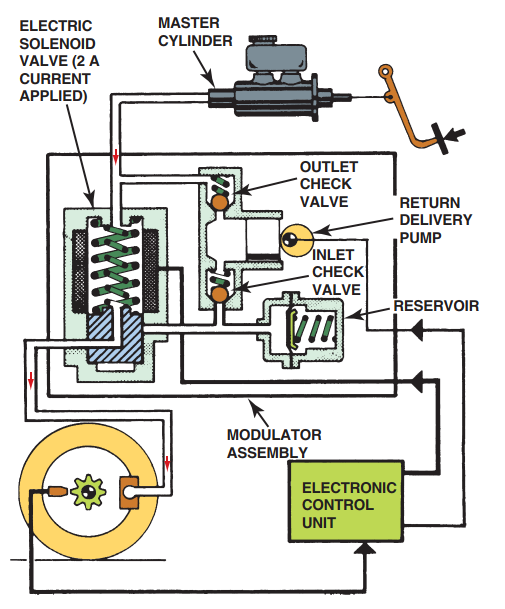 ELECTRIC
SOLENOID
VALVE (2 A
CURRENT
APPLIED)
MASTER
CYLINDER
OUTLET
CHECK
VALVE
RETURN
DELIVERY
PUMP
INLET
CHECK
VALVE
RESERVOIR
MODULATOR
ASSEMBLY
ELECTRONIC
CONTROL
UNIT